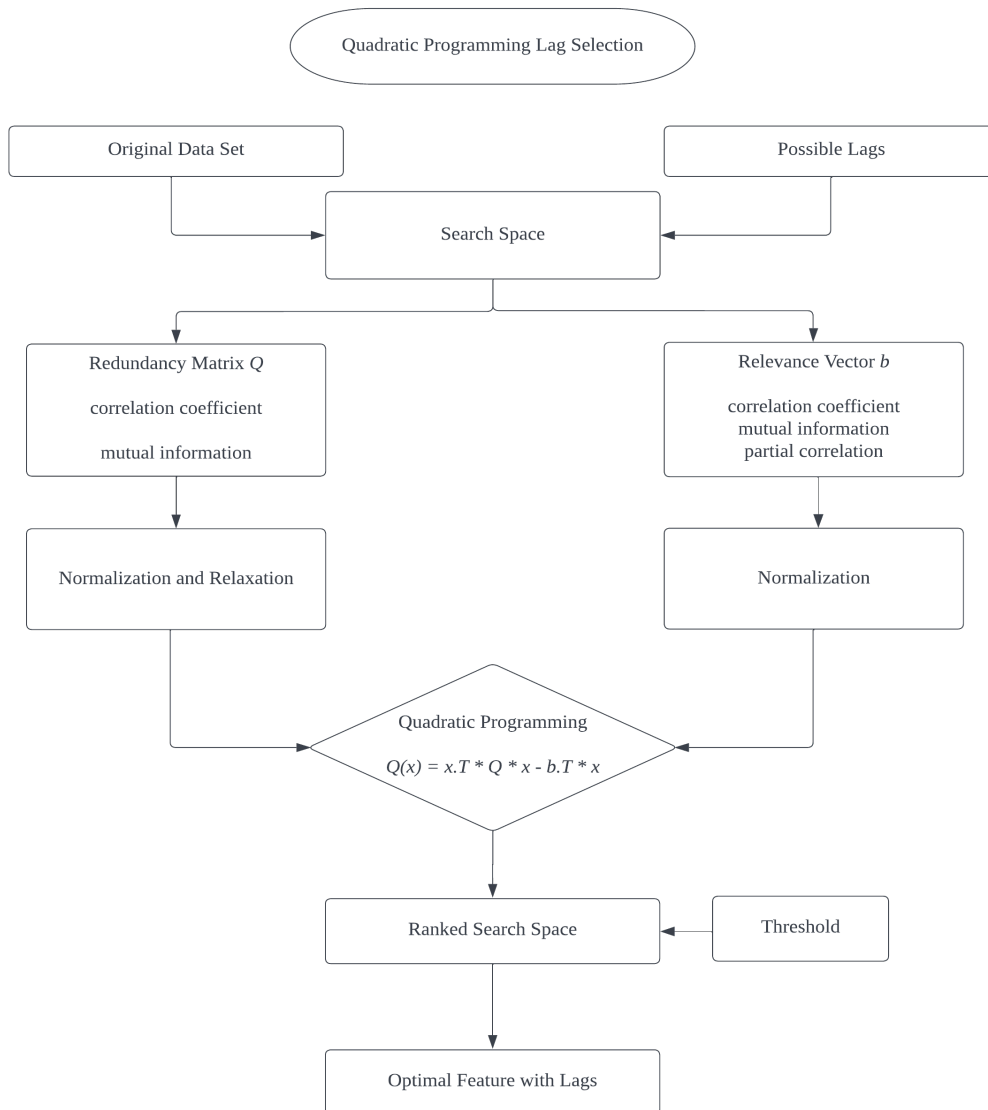 Quadratic Programming Lag Selection
Original Data Set
Possible Lags
Search Space
Redundancy Matrix Q
correlation coefficient
mutual information
Relevance Vector b
correlation coefficient
mutual information
partial correlation
Normalization and Relaxation
Normalization
Quadratic Programming
Q(x) = x.T * Q * x - b.T * x
Ranked Search Space
Threshold
Optimal Feature with Lags